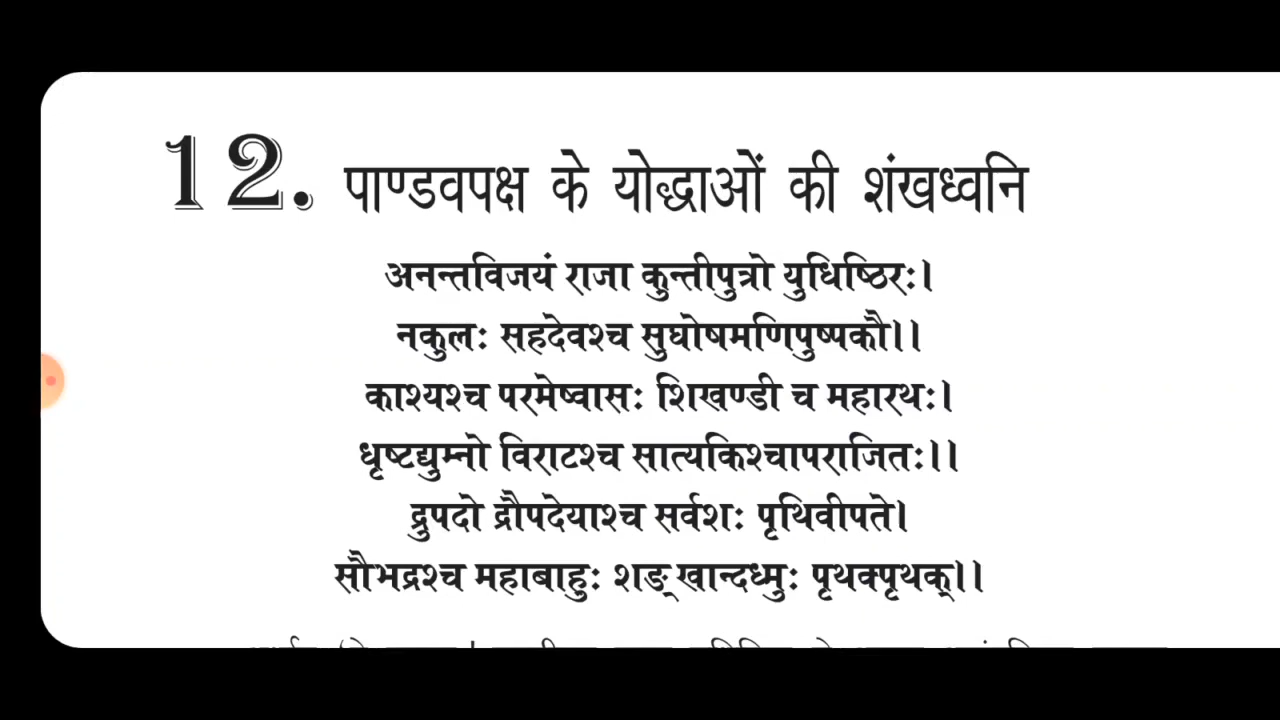 12. पाण्डवपक्ष के योद्धाओं की शंखध्वनि
अनन्तविजयं राजा कुन्तीपुत्रो युधिष्ठिरः।
नकुलः सहदेवश्च सुघोषमणिपुष्पकौ।।
काश्यश्च परमेष्वासः शिखण्डी च महारथः।
धृष्टद्युम्नो विराटश्च सात्यकिश्चापराजितः।।
द्रुपदो द्रौपदेयाश्च सर्वशः पृथिवीपते।
सौभद्रश्च महाबाहुः शङ्खान्दध्मुः पृथक्पृथक्।।